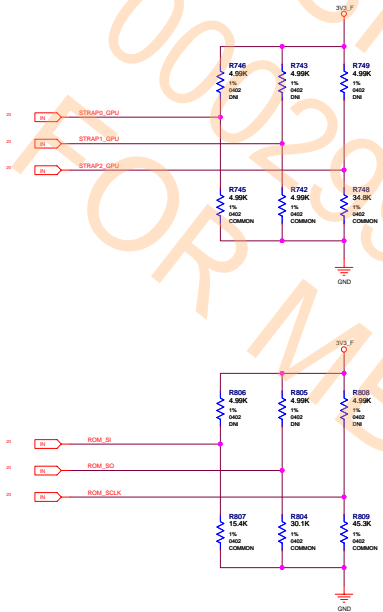 3V3_F
R746 R743 R749
4.99K 4.99K 4.99K
1% 1% 1%
0402 0402 0402
DNI DNI DNI
20 IN STRAP0_GPU
20 IN STRAP1_GPU
20 IN STRAP2_GPU
R745 R742 R748
4.99K 4.99K 34.8K
1% 1% 1%
0402 0402 0402
COMMON COMMON COMMON
GND
3V3_F
R806 R805 R808
4.99K 4.99K 4.99K
1% 1% 1%
0402 0402 0402
DNI DNI DNI
IN ROM_SI
IN ROM_SO
IN ROM_SCLK
R807 R804 R809
15.4K 30.1K 45.3K
1% 1% 1%
0402 0402 0402
COMMON COMMON COMMON
GND
FOR